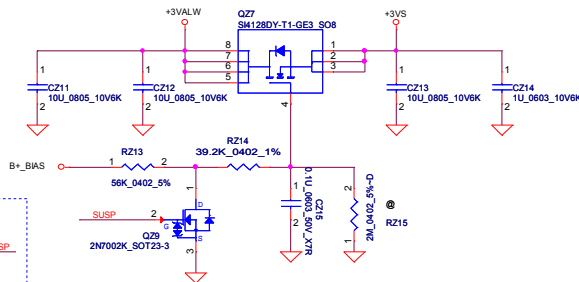 +3VALW
QZ7
SI4128DY-T1-GE3_SO8
+3VS
8
7
6
5
1
2
3
4
1
CZ11
10U_0805_10V6K
2
1
CZ12
10U_0805_10V6K
2
1
CZ13
10U_0805_10V6K
2
1
CZ14
1U_0603_10V6K
2
B+_BIAS
1
RZ13
2
56K_0402_5%
RZ14
39.2K_0402_1%
1
D
SUSP
2
G
S
3
QZ9
2N7002K_SOT23-3
1
2
CZ15
0.1U_0603_50V_X7R
2
1
2M_0402_5%~D
@
RZ15
SP